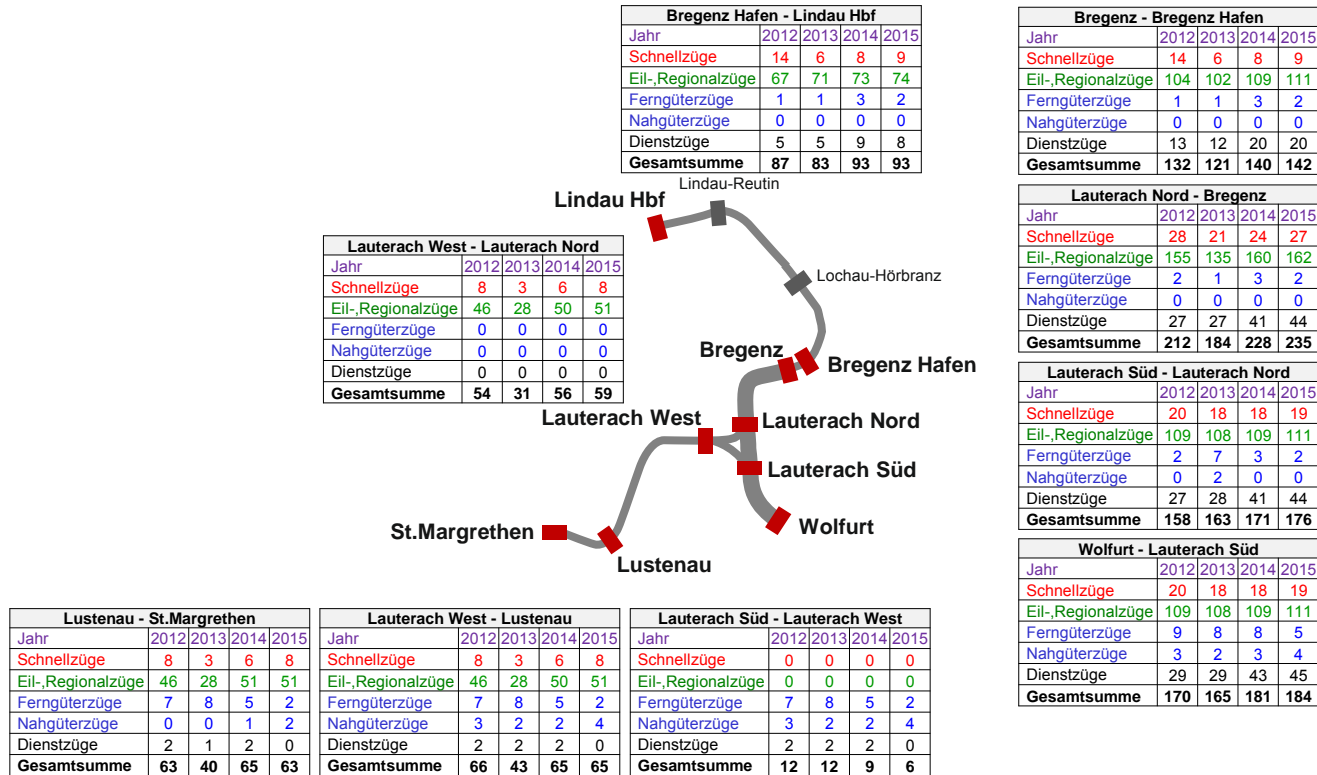 Bregenz Hafen - Lindau Hbf
Jahr 2012 2013 2014 2015
Schnellzüge 14 6 8 9
Eil-,Regionalzüge 67 71 73 74
Ferngüterzüge 1 1 3 2
Nahgüterzüge 0 0 0 0
Dienstzüge 5 5 9 8
Gesamtsumme 87 83 93 93
Bregenz - Bregenz Hafen
Jahr 2012 2013 2014 2015
Schnellzüge 14 6 8 9
Eil-,Regionalzüge 104 102 109 111
Ferngüterzüge 1 1 3 2
Nahgüterzüge 0 0 0 0
Dienstzüge 13 12 20 20
Gesamtsumme 132 121 140 142
Lindau-Reutin
Lindau Hbf
Lauterach Nord - Bregenz
Jahr 2012 2013 2014 2015
Schnellzüge 28 21 24 27
Eil-,Regionalzüge 155 135 160 162
Ferngüterzüge 2 1 3 2
Nahgüterzüge 0 0 0 0
Dienstzüge 27 27 41 44
Gesamtsumme 212 184 228 235
Lauterach West - Lauterach Nord
Jahr 2012 2013 2014 2015
Schnellzüge 8 3 6 8
Eil-,Regionalzüge 46 28 50 51
Ferngüterzüge 0 0 0 0
Nahgüterzüge 0 0 0 0
Dienstzüge 0 0 0 0
Gesamtsumme 54 31 56 59
Lochau-Hörbranz
Bregenz
Bregenz Hafen
Lauterach West
Lauterach Nord
Lauterach Süd
Lauterach Süd - Lauterach Nord
Jahr 2012 2013 2014 2015
Schnellzüge 20 18 18 19
Eil-,Regionalzüge 109 108 109 111
Ferngüterzüge 2 7 3 2
Nahgüterzüge 0 2 0 0
Dienstzüge 27 28 41 44
Gesamtsumme 158 163 171 176
St.Margrethen
Wolfurt
Lustenau
Wolfurt - Lauterach Süd
Jahr 2012 2013 2014 2015
Schnellzüge 20 18 18 19
Eil-,Regionalzüge 109 108 109 111
Ferngüterzüge 9 8 8 5
Nahgüterzüge 3 2 3 4
Dienstzüge 29 29 43 45
Gesamtsumme 170 165 181 184
Lustenau - St.Margrethen
Jahr 2012 2013 2014 2015
Schnellzüge 8 3 6 8
Eil-,Regionalzüge 46 28 51 51
Ferngüterzüge 7 8 5 2
Nahgüterzüge 0 0 1 2
Dienstzüge 2 1 2 0
Gesamtsumme 63 40 65 63
Lauterach West - Lustenau
Jahr 2012 2013 2014 2015
Schnellzüge 8 3 6 8
Eil-,Regionalzüge 46 28 50 51
Ferngüterzüge 7 8 5 2
Nahgüterzüge 3 2 2 4
Dienstzüge 2 2 2 0
Gesamtsumme 66 43 65 65
Lauterach Süd - Lauterach West
Jahr 2012 2013 2014 2015
Schnellzüge 0 0 0 0
Eil-,Regionalzüge 0 0 0 0
Ferngüterzüge 7 8 5 2
Nahgüterzüge 3 2 2 4
Dienstzüge 2 2 2 0
Gesamtsumme 12 12 9 6